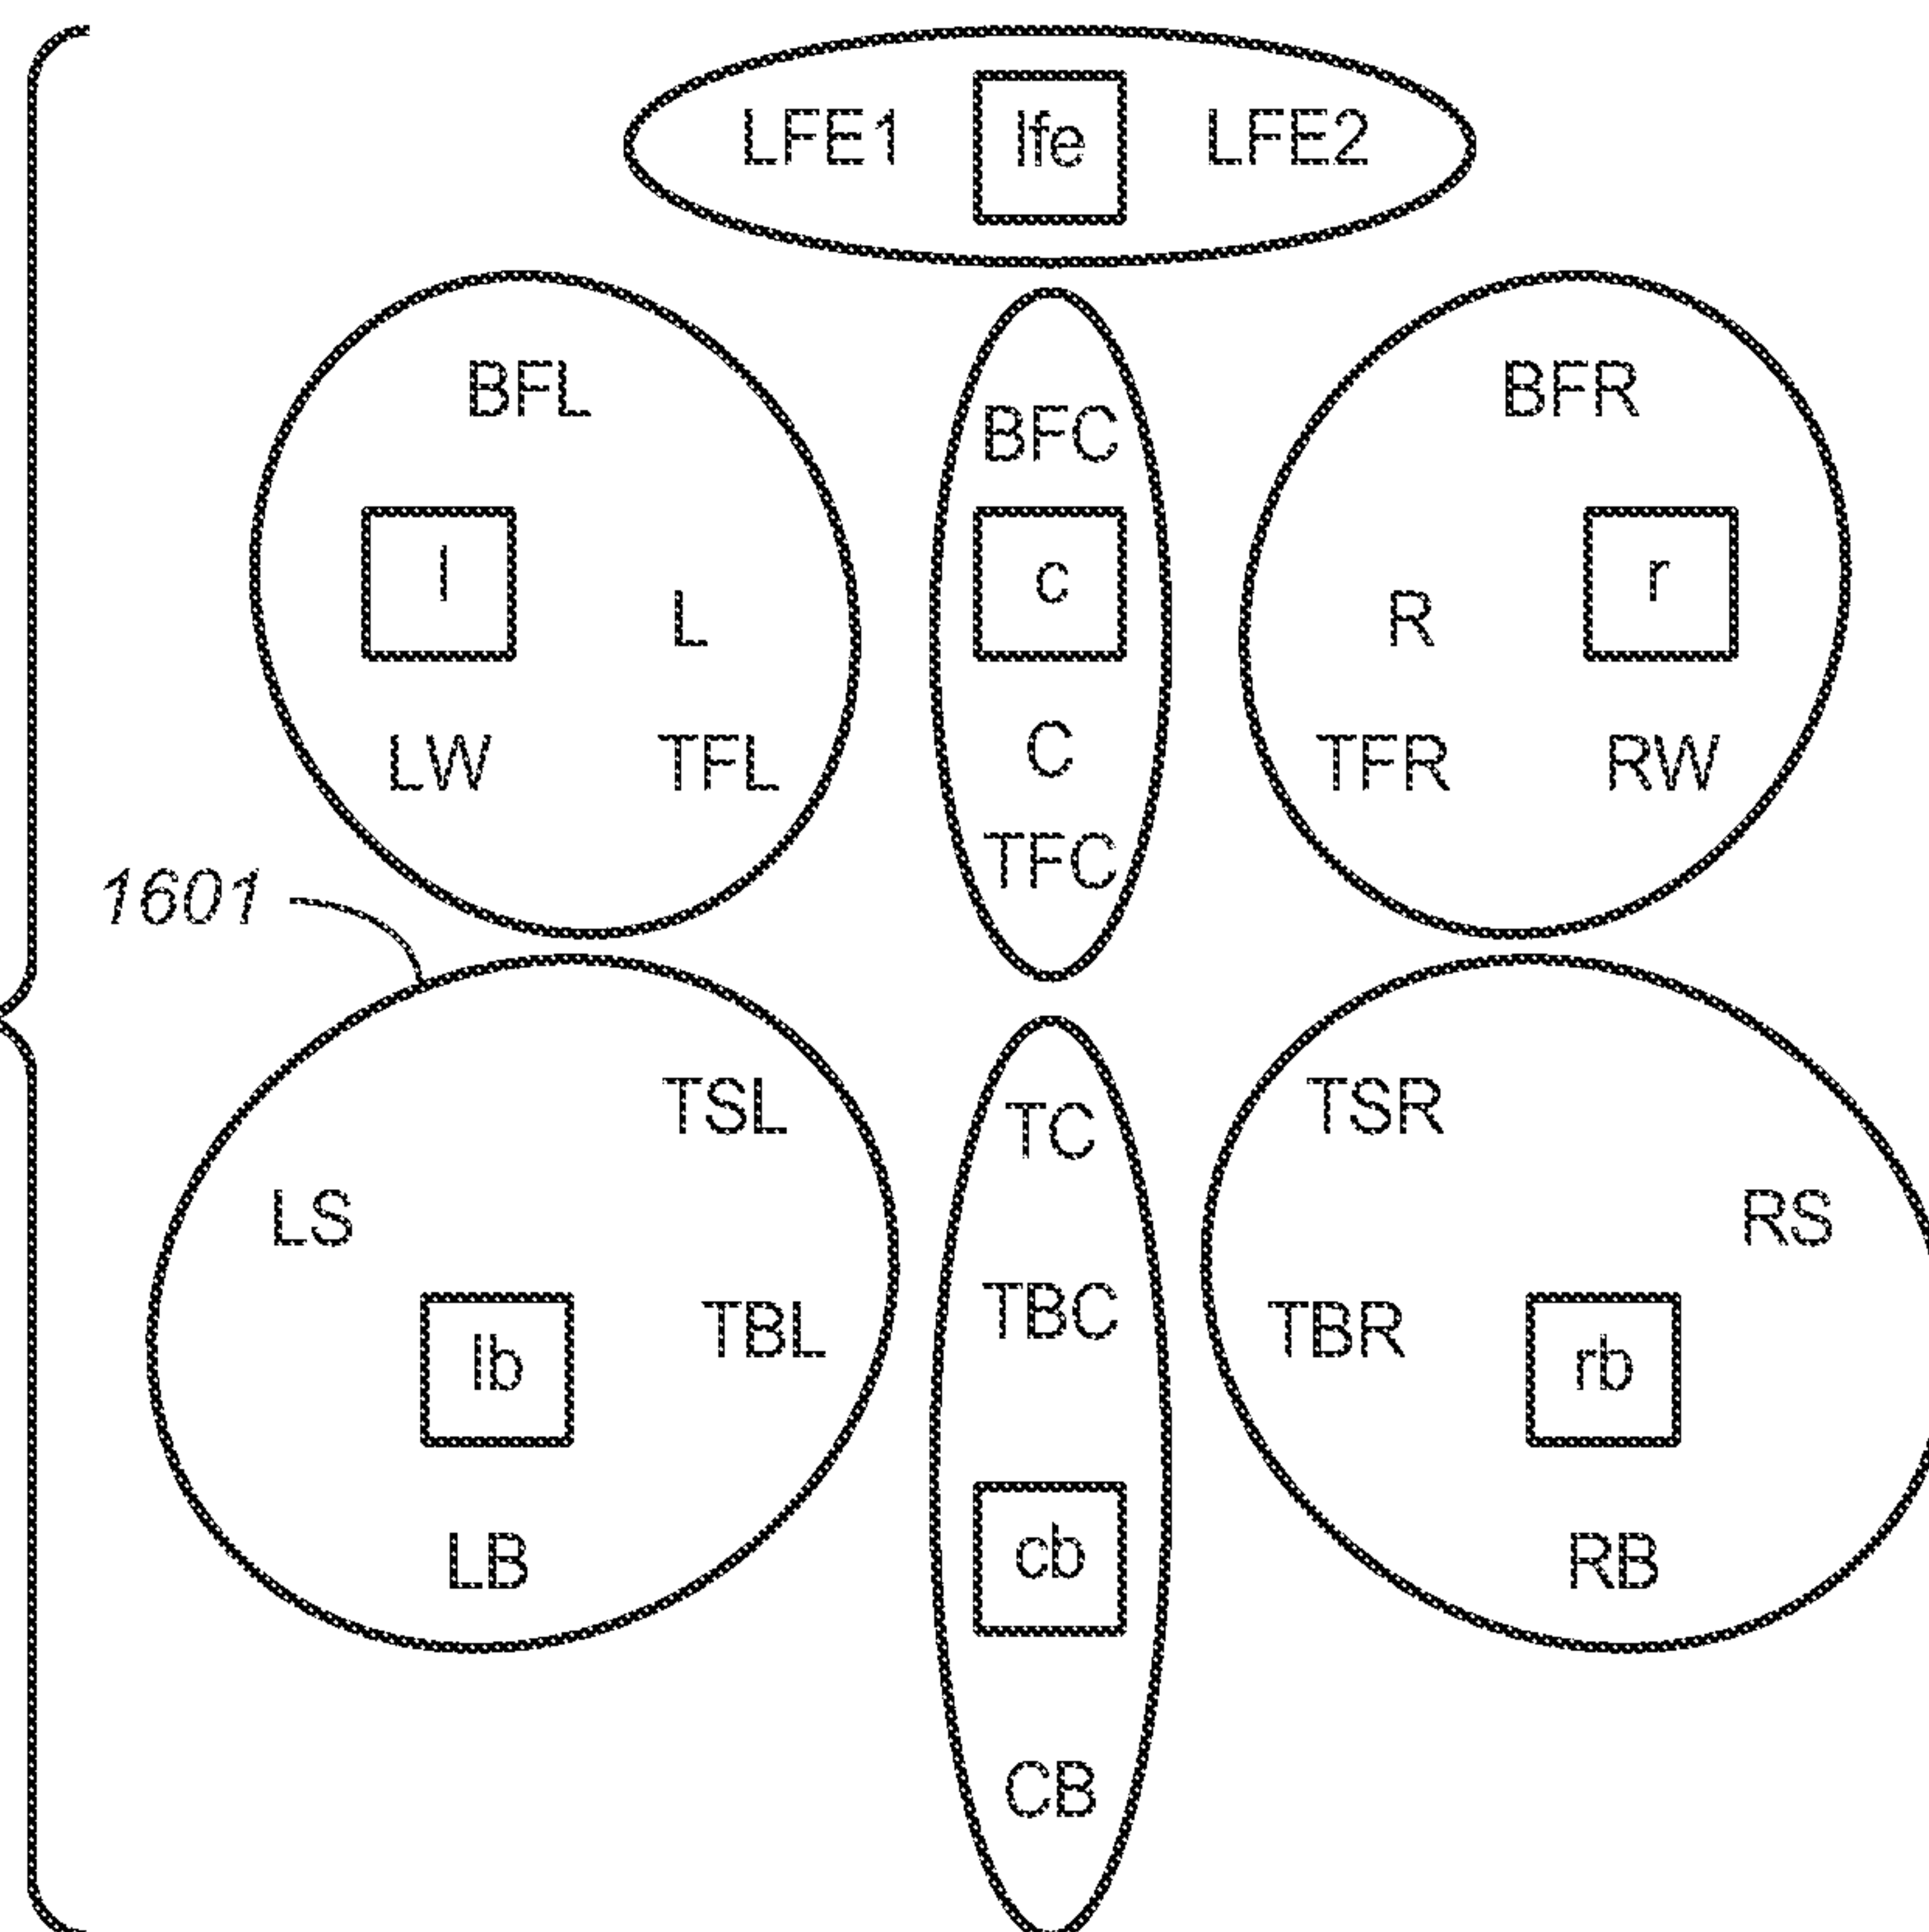 LFE1 lfe LFE2
BFL BFC BFR
l c r
L R
C
LW TFL TFR RW
TFC
1601
TSL TC TSR
LS RS
TBL TBC TBR
lb rb
LB cb RB
CB